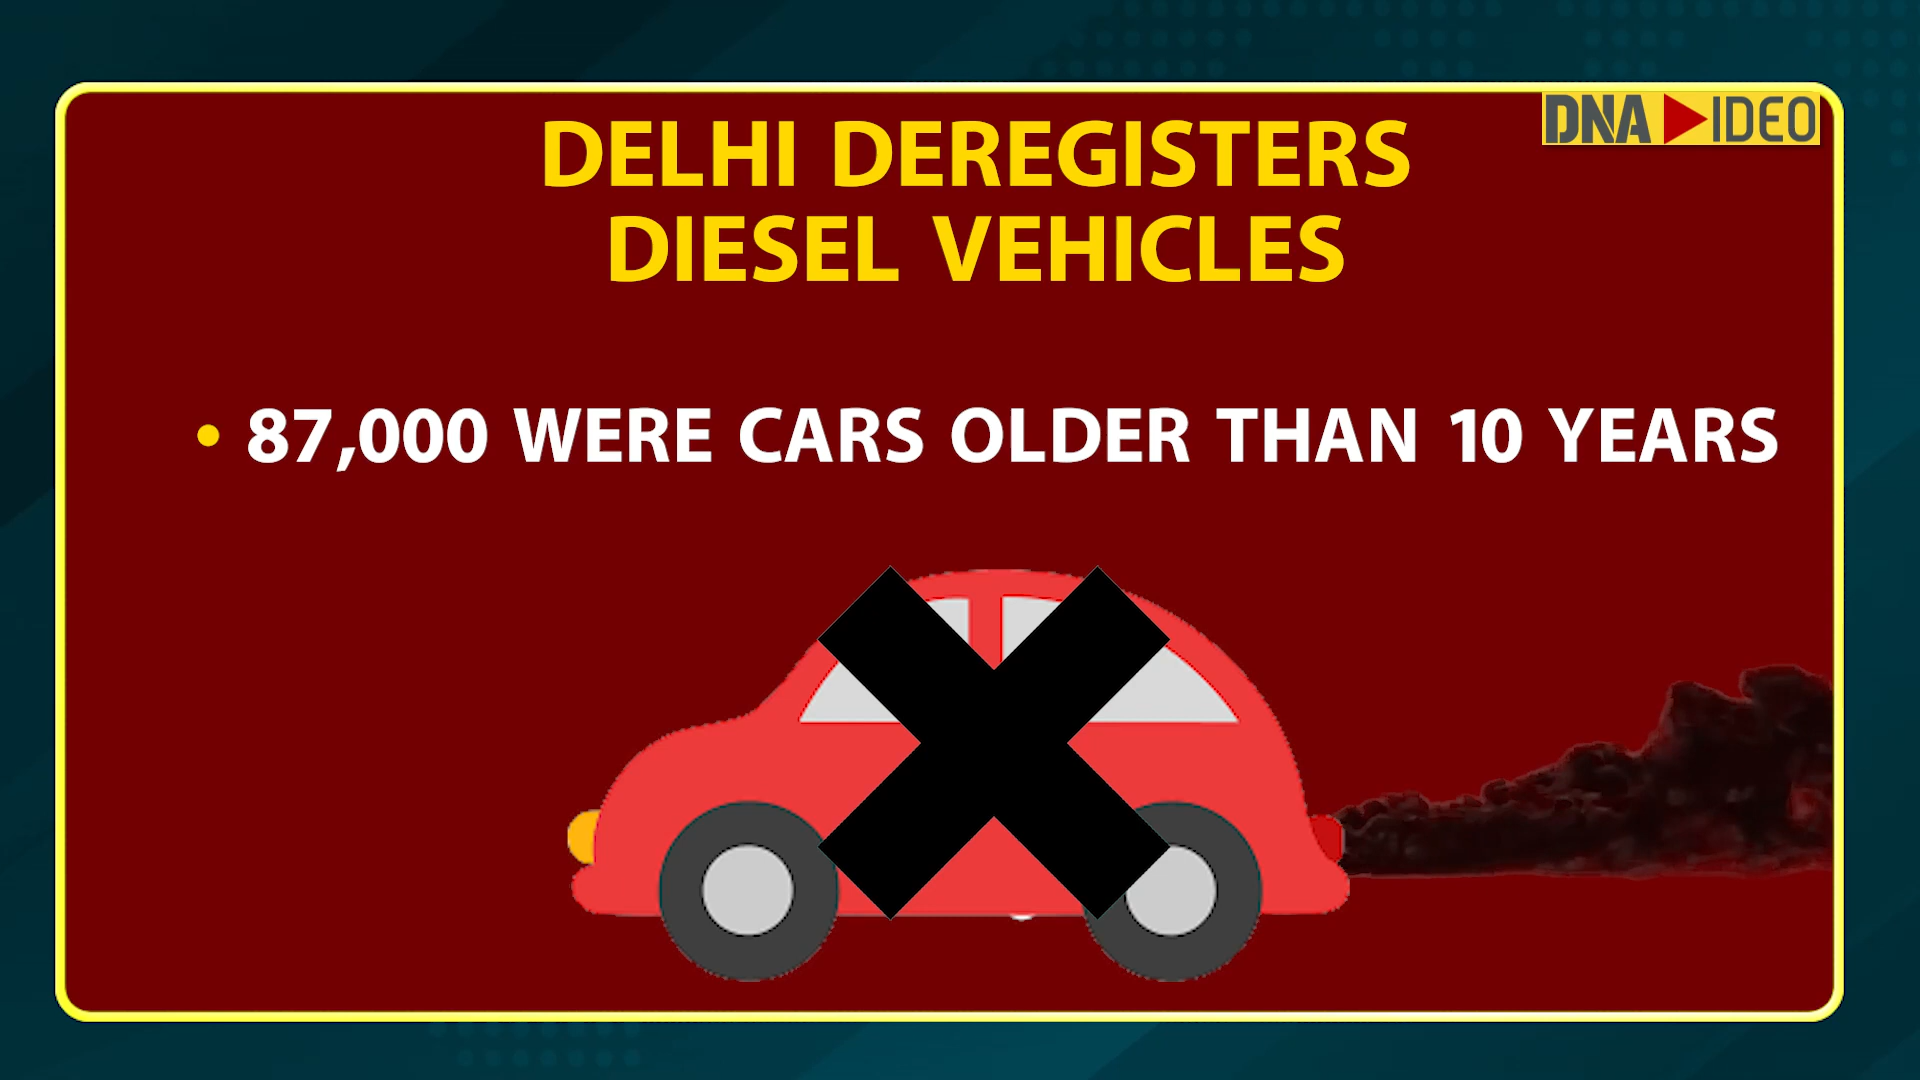 DNA VIDEO
DELHI DEREGISTERS
DIESEL VEHICLES
• 87,000 WERE CARS OLDER THAN 10 YEARS